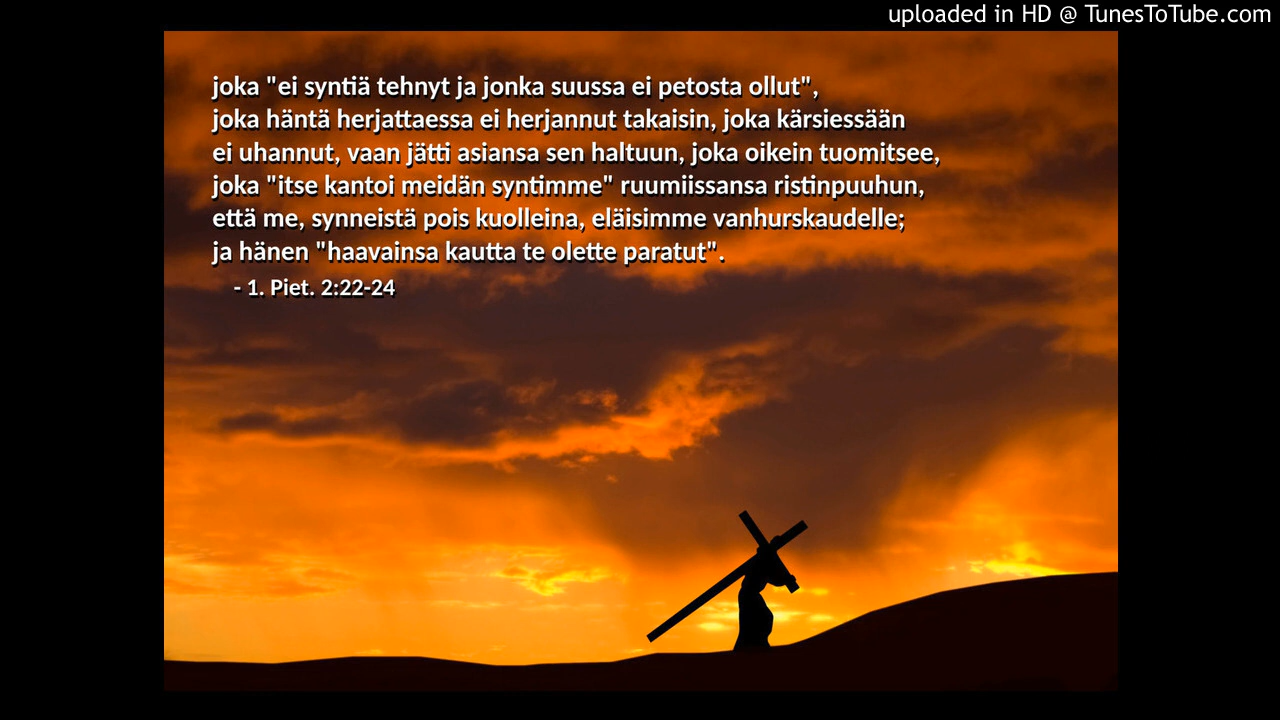 uploaded in HD @ TunesToTube.com
joka "ei syntiä tehnyt ja jonka suussa ei petosta ollut",
joka häntä herjattaessa ei herjannut takaisin, joka kärsiessään
ei uhannut, vaan jätti asiansa sen haltuun, joka oikein tuomitsee,
joka "itse kantoi meidän syntimme" ruumiissansa ristinpuuhun,
että me, synneistä pois kuolleina, eläisimme vanhurskaudelle;
ja hänen "haavainsa kautta te olette paratut".
- 1. Piet. 2:22-24